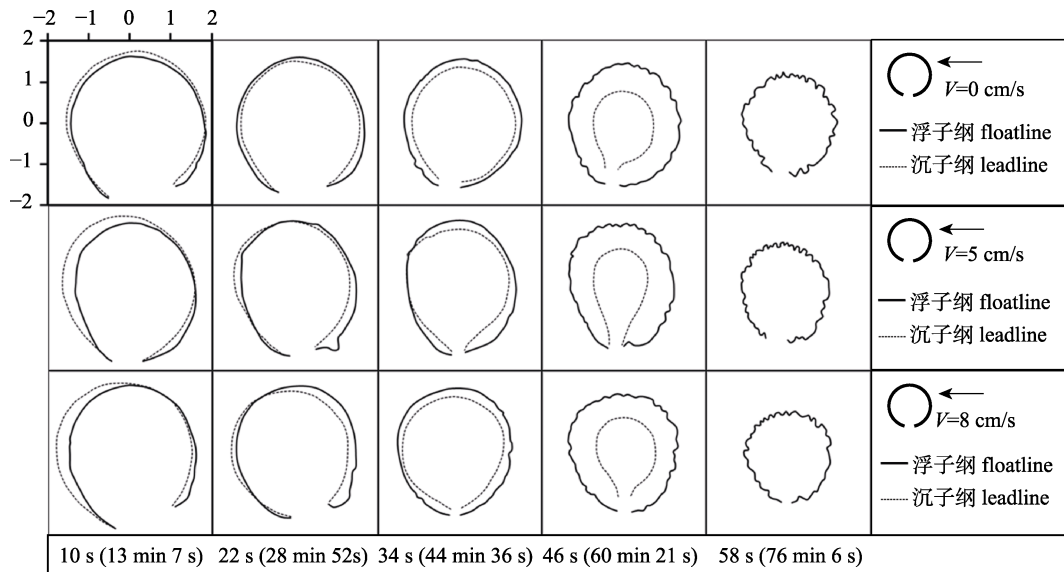 −2 −1 0 1 2
2
1
0
−1
−2
V=0 cm/s
浮子纲 floatline
沉子纲 leadline
V=5 cm/s
浮子纲 floatline
沉子纲 leadline
V=8 cm/s
浮子纲 floatline
沉子纲 leadline
10 s (13 min 7 s) 22 s (28 min 52s) 34 s (44 min 36 s) 46 s (60 min 21 s) 58 s (76 min 6 s)